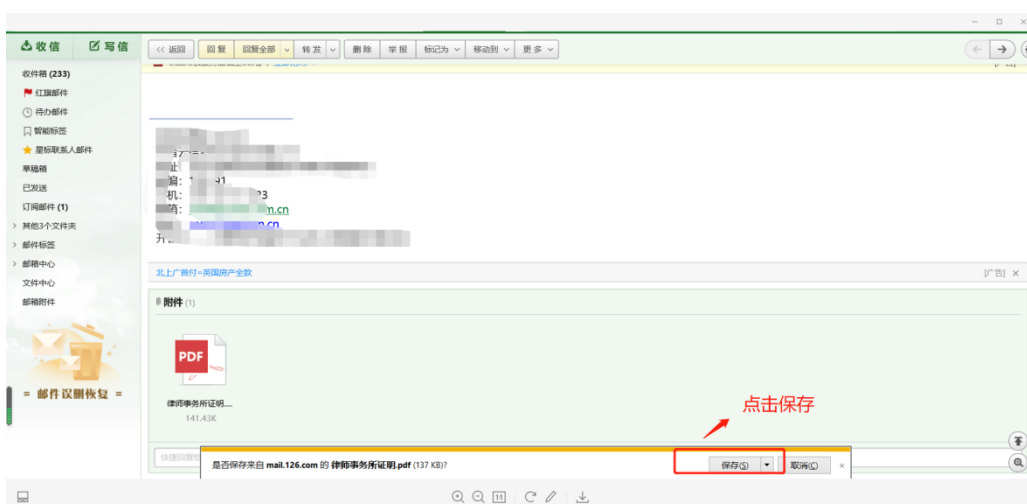 收信 写信
<< 返回 回复 回复全部 转发 删除 举报 标记为 移动到 更多
收件箱 (233)
红旗邮件
待办邮件
智能标签
星标联系人邮件
草稿箱
已发送
订阅邮件 (1)
其他3个文件夹
邮件标签
邮箱中心
文件中心
邮箱附件
= 邮件误删恢复 =
m.cn
北上广首付=英国房产全款
[广告]
附件 (1)
PDF
律师事务所证明....
141.43K
点击保存
快捷回复
是否保存来自 mail.126.com 的 律师事务所证明.pdf (137 KB)?
保存(S) 取消(C)
1:1